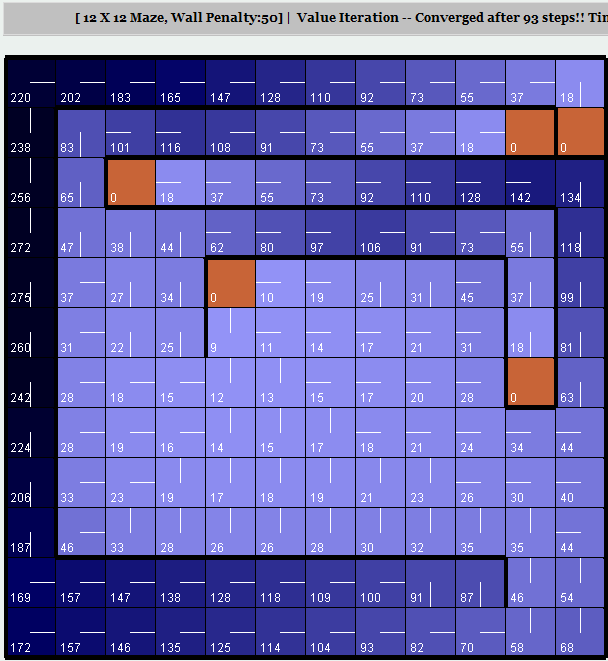 [ 12 X 12 Maze, Wall Penalty:50] | Value Iteration -- Converged after 93 steps!! Tim
220 202 183 165 147 128 110 92 73 55 37 18
238 83 101 116 108 91 73 55 37 18 0 0
256 65 0 18 37 55 73 92 110 128 142 134
272 47 38 44 62 80 97 106 91 73 55 118
275 37 27 34 0 10 19 25 31 45 37 99
260 31 22 25 9 11 14 17 21 31 18 81
242 28 18 15 12 13 15 17 20 28 0 63
224 28 19 16 14 15 17 18 21 24 34 44
206 33 23 19 17 18 19 21 23 26 30 40
187 46 33 28 26 26 28 30 32 35 35 44
169 157 147 138 128 118 109 100 91 87 46 54
172 157 146 135 125 114 104 93 82 70 58 68